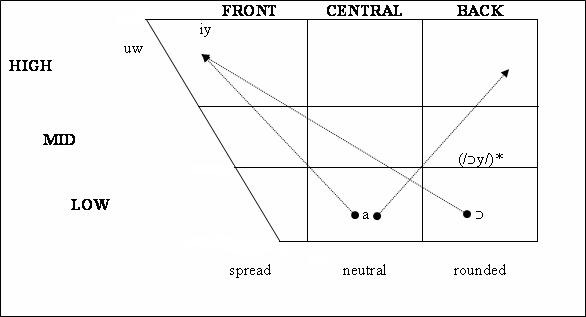 FRONT CENTRAL BACK
iy
uw
HIGH
MID
(/ɔy/)*
LOW
a ɔ
spread neutral rounded